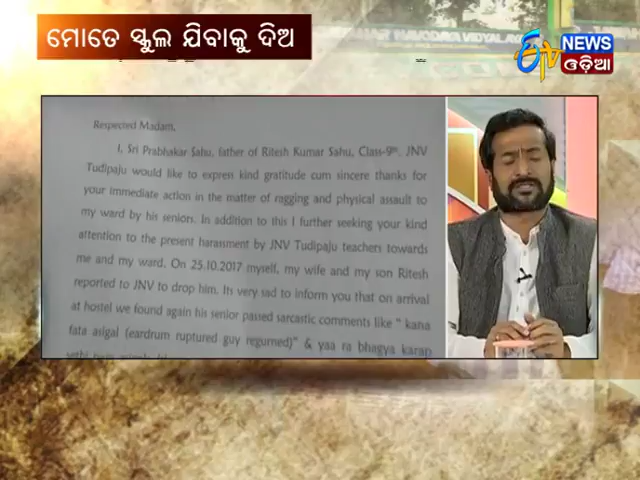 ମୋତେ ସ୍କୁଲ ଯିବାକୁ ଦିଅ
ETV NEWS
ଓଡ଼ିଆ
Respected Madam,
I, Sri Prabhakar Sahu, father of Ritesh Kumar Sahu, Class-9th, JNV
Tudipaju would like to express kind gratitude cum sincere thanks for
your immediate action in the matter of ragging and physical assault to
my ward by his seniors. In addition to this I further seeking your kind
attention to the present harassment by JNV Tudipaju teachers towards
me and my ward. On 25.10.2017 myself, my wife and my son Ritesh
reported to JNV to drop him. Its very sad to inform you that on arrival
at hostel we found again his senior passed sarcastic comments like " kana
fata asigal (eardrum ruptured guy regurned)" & yaa ra bhagya karap